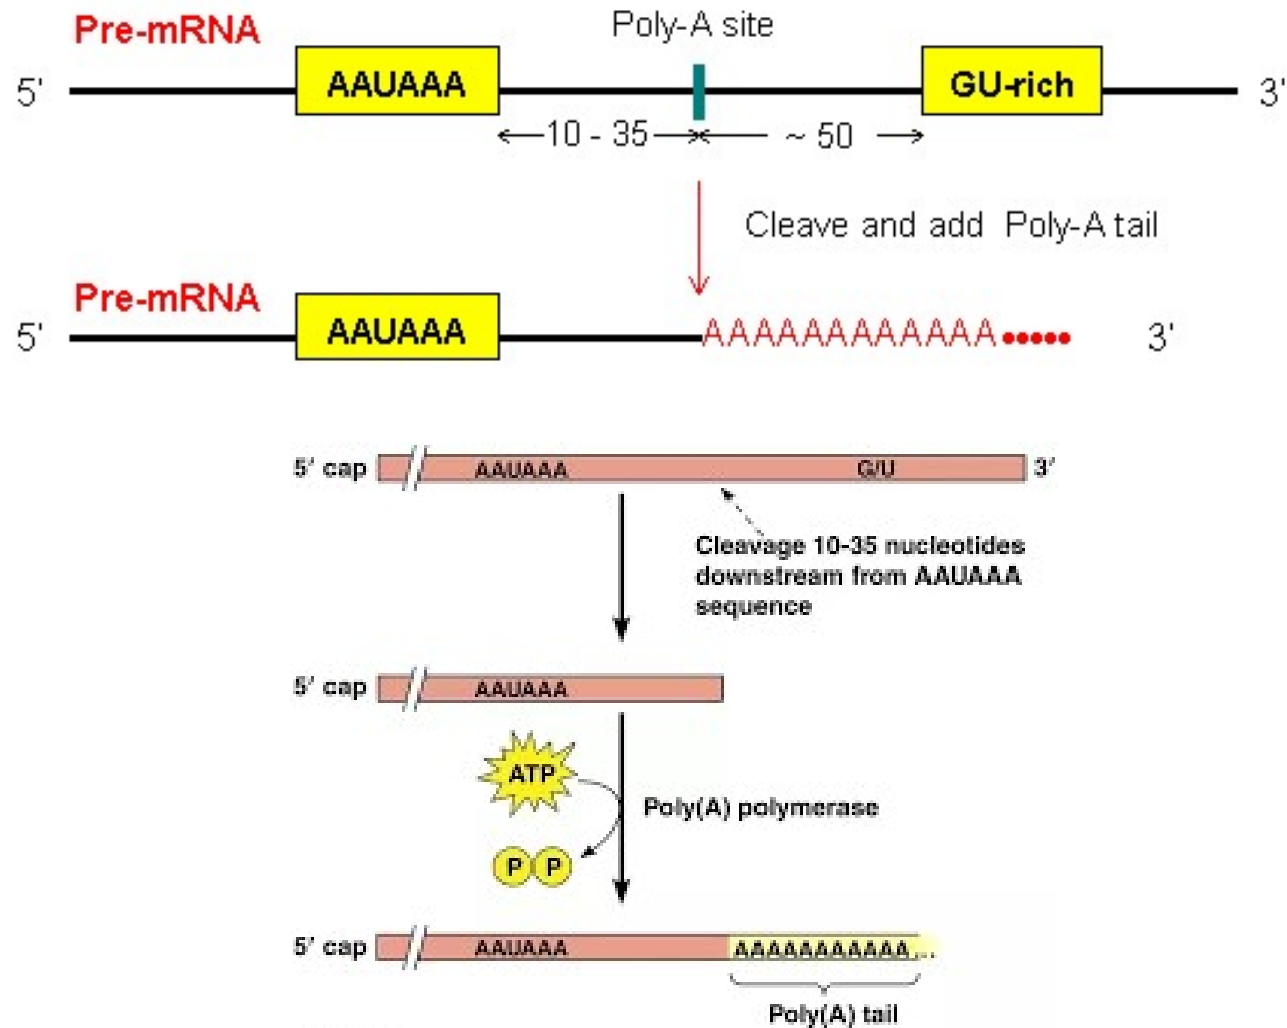 Pre-mRNA
Poly-A site
5' AAUAAA GU-rich 3'
10 - 35 ~ 50
Cleave and add Poly-A tail
Pre-mRNA
5' AAUAAA AAAAAAAAAAAA••••• 3'
5' cap AAUAAA G/U 3'
Cleavage 10-35 nucleotides
downstream from AAUAAA
sequence
5' cap AAUAAA
ATP
Poly(A) polymerase
P P
5' cap AAUAAA AAAAAAAAAAA...
Poly(A) tail